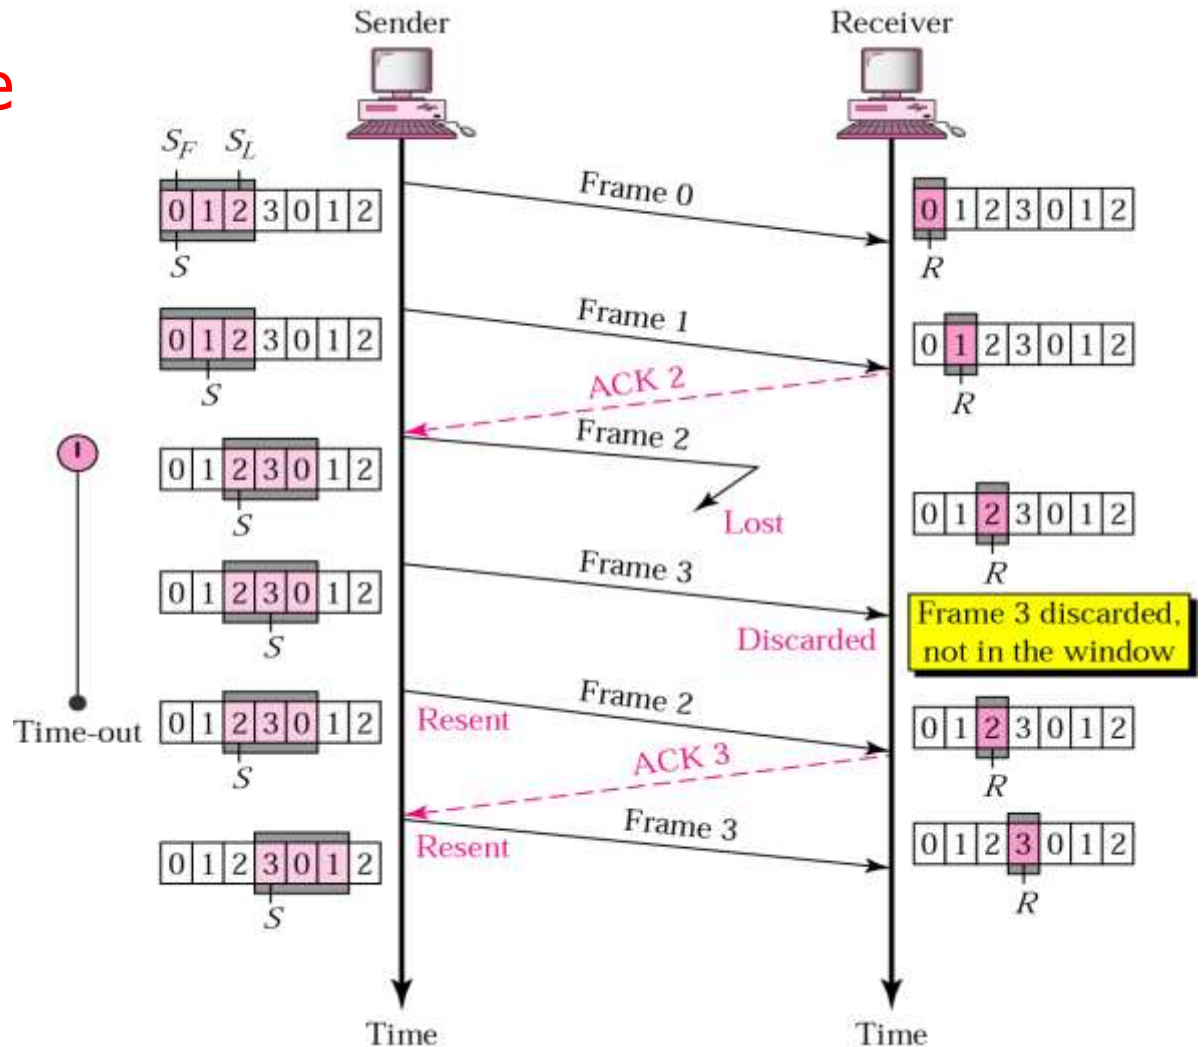 Sender
Receiver
e
S_F S_L
0 1 2 3 0 1 2
S
Frame 0
0 1 2 3 0 1 2
R
0 1 2 3 0 1 2
S
Frame 1
0 1 2 3 0 1 2
R
ACK 2
0 1 2 3 0 1 2
S
Frame 2
Lost
0 1 2 3 0 1 2
R
0 1 2 3 0 1 2
S
Frame 3
Discarded
Frame 3 discarded,
not in the window
Time-out
0 1 2 3 0 1 2
S
Resent
Frame 2
0 1 2 3 0 1 2
R
ACK 3
0 1 2 3 0 1 2
S
Resent
Frame 3
0 1 2 3 0 1 2
R
Time
Time